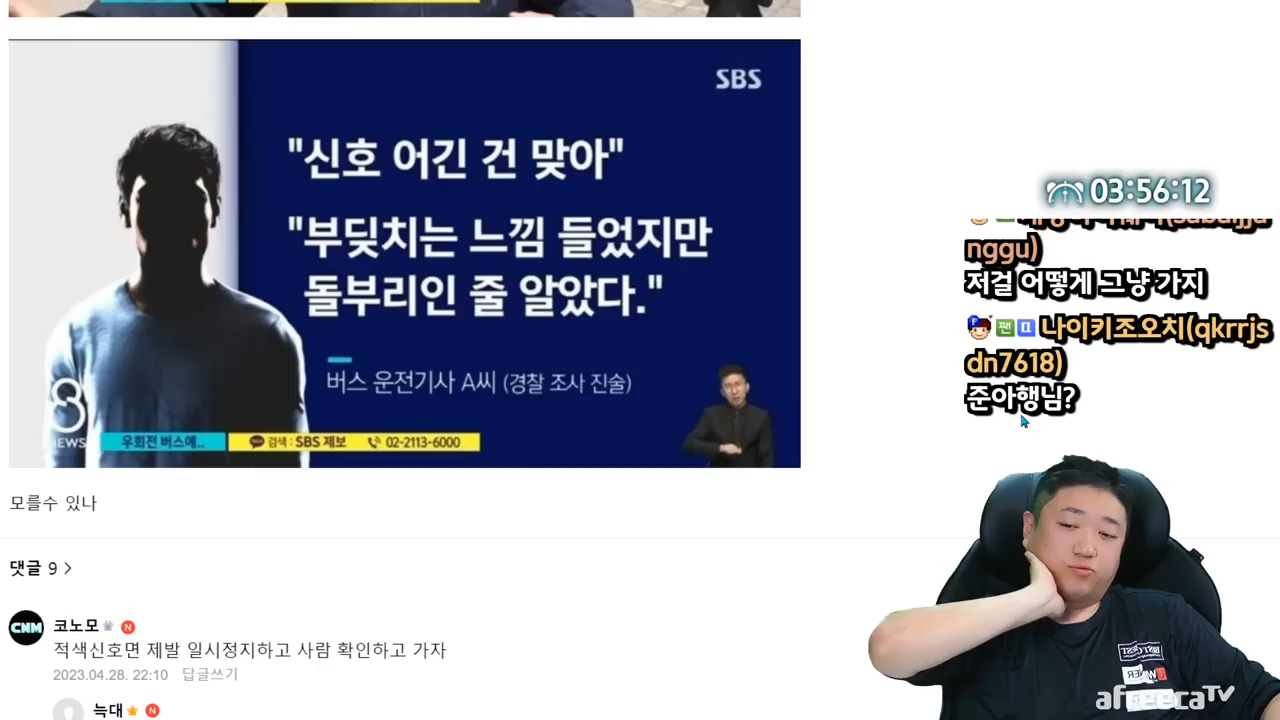 SBS
"신호 어긴 건 맞아"
"부딪치는 느낌 들었지만
돌부리인 줄 알았다."
버스 운전기사 A씨 (경찰 조사 진술)
8
NEWS
우회전 버스에..
검색 : SBS 제보 02-2113-6000
모를수 있나
댓글 9 >
CNM
코노모 N
적색신호면 제발 일시정지하고 사람 확인하고 가자
2023.04.28. 22:10 답글쓰기
늑대 N
03:56:12
nggu)
저걸 어떻게 그냥 가지
F 팬 나이키조오치(qkrrjs
dn7618)
준아행님?
afreecaTV